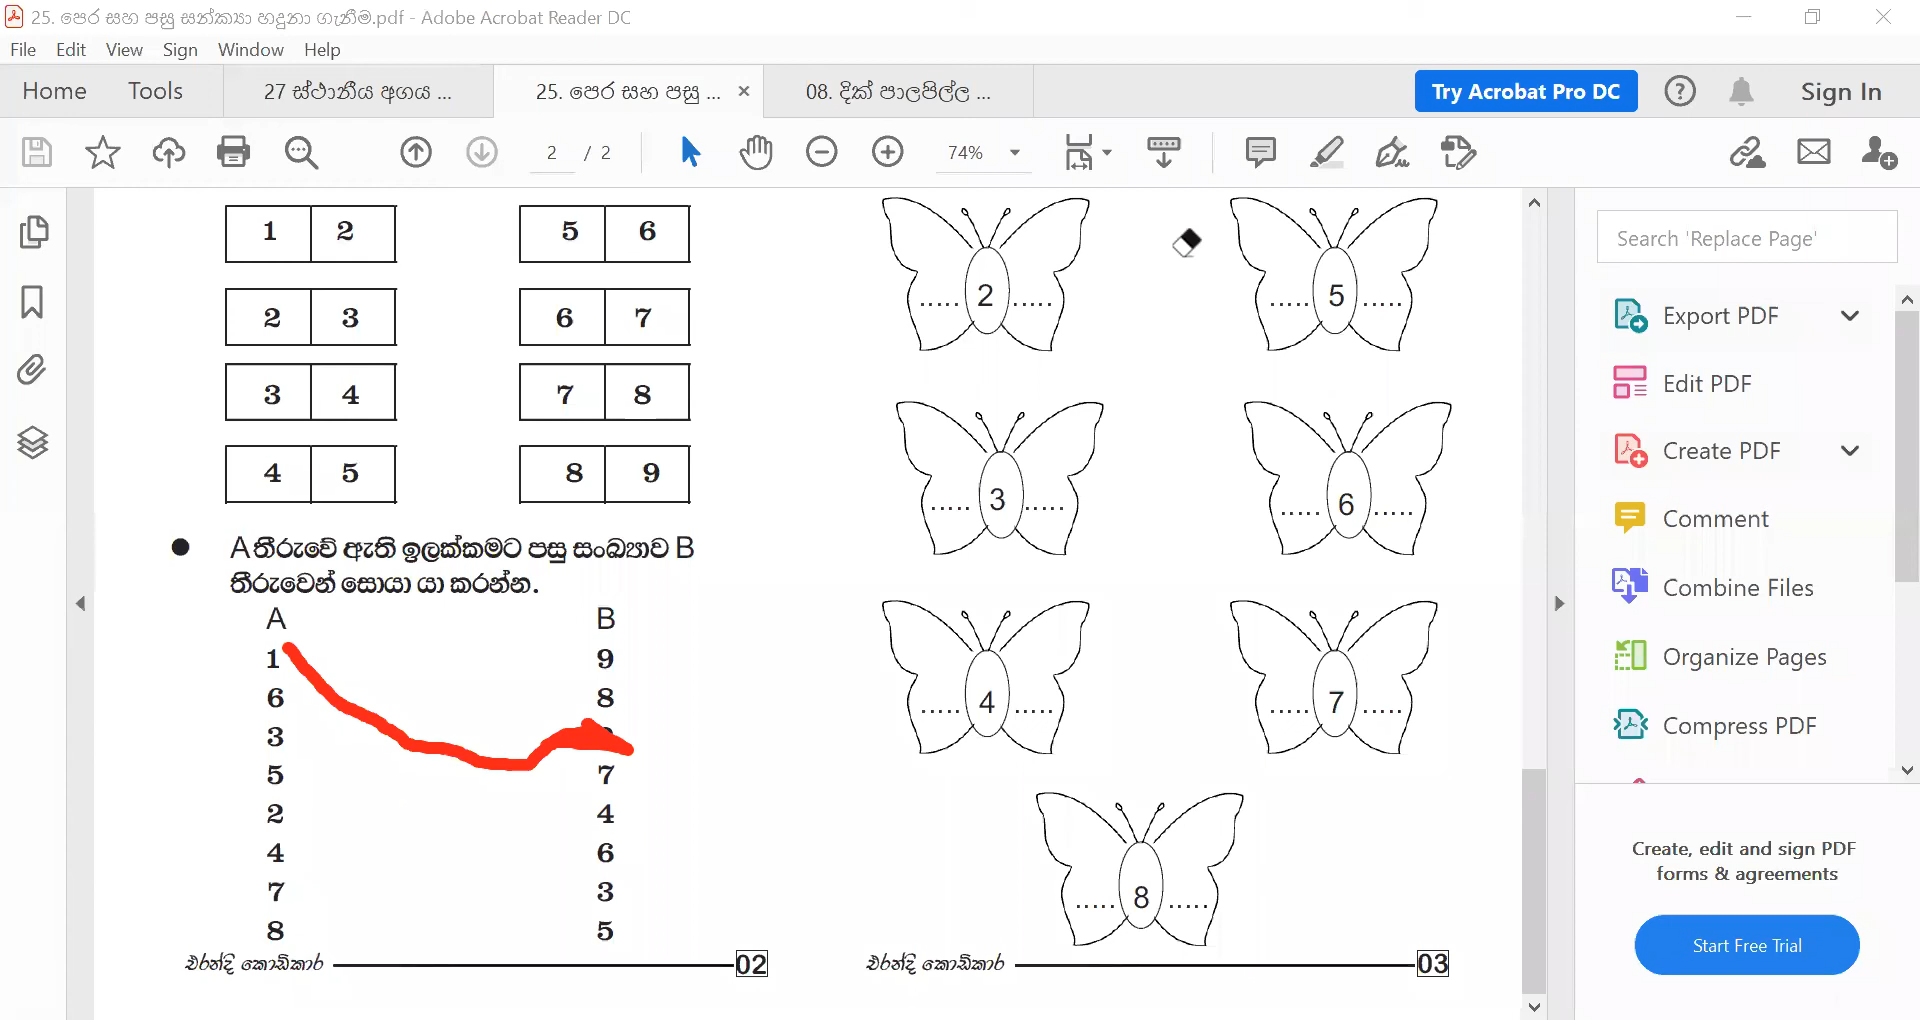 25. පෙර සහ පසු සන්ක්‍යා හදුනා ගැනීම.pdf - Adobe Acrobat Reader DC
File Edit View Sign Window Help
Home Tools 27 ස්ථානීය අගය ... 25. පෙර සහ පසු ... × 08. දික් පාලපිල්ල ... Try Acrobat Pro DC ? Sign In
2 / 2 74%
1 2
2 3
3 4
4 5
5 6
6 7
7 8
8 9
A තීරුවේ ඇති ඉලක්කමට පසු සංඛ්‍යාව B
තීරුවෙන් සොයා යා කරන්න.
A B
1 9
6 8
3
5 7
2 4
4 6
7 3
8 5
එරන්දි කොඩිකාර 02
..... 2 .....
..... 5 .....
..... 3 .....
..... 6 .....
..... 4 .....
..... 7 .....
..... 8 .....
එරන්දි කොඩිකාර 03
Search 'Replace Page'
Export PDF
Edit PDF
Create PDF
Comment
Combine Files
Organize Pages
Compress PDF
Create, edit and sign PDF
forms & agreements
Start Free Trial